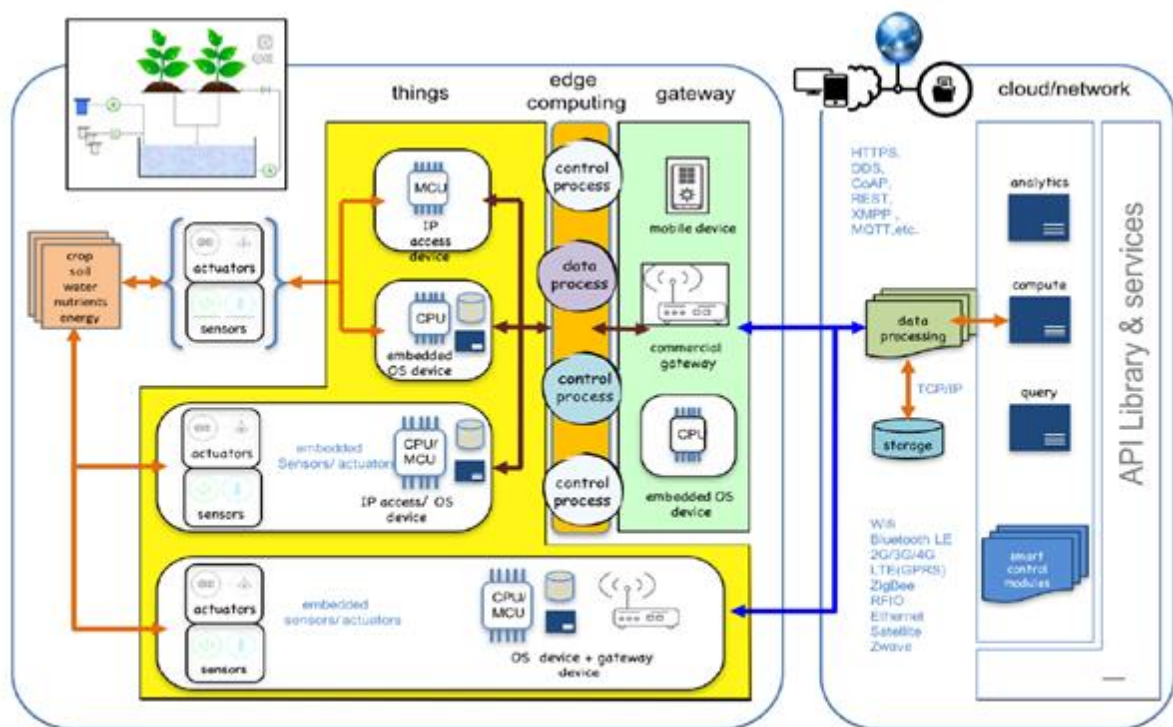 things
edge
computing
gateway
cloud/network
MCU
IP
access
device
CPU
embedded
OS device
crop
soil
water
nutrients
energy
actuators
sensors
actuators
sensors
embedded
Sensors/ actuators
CPU/
MCU
IP access/ OS
device
actuators
sensors
embedded
sensors/ actuators
CPU/
MCU
OS device + gateway
device
control
process
data
process
control
process
control
process
mobile device
commercial
gateway
CPU
embedded OS
device
HTTPS,
DDS,
CoAP,
REST,
XMPP ,
MQTT,etc.
data
processing
TCP/IP
storage
Wifi
Bluetooth LE
2G/3G/4G
LTE(GPRS)
ZigBee
RFIO
Ethernet
Satellite
Zwave
analytics
compute
query
smart
control
modules
API Library & services